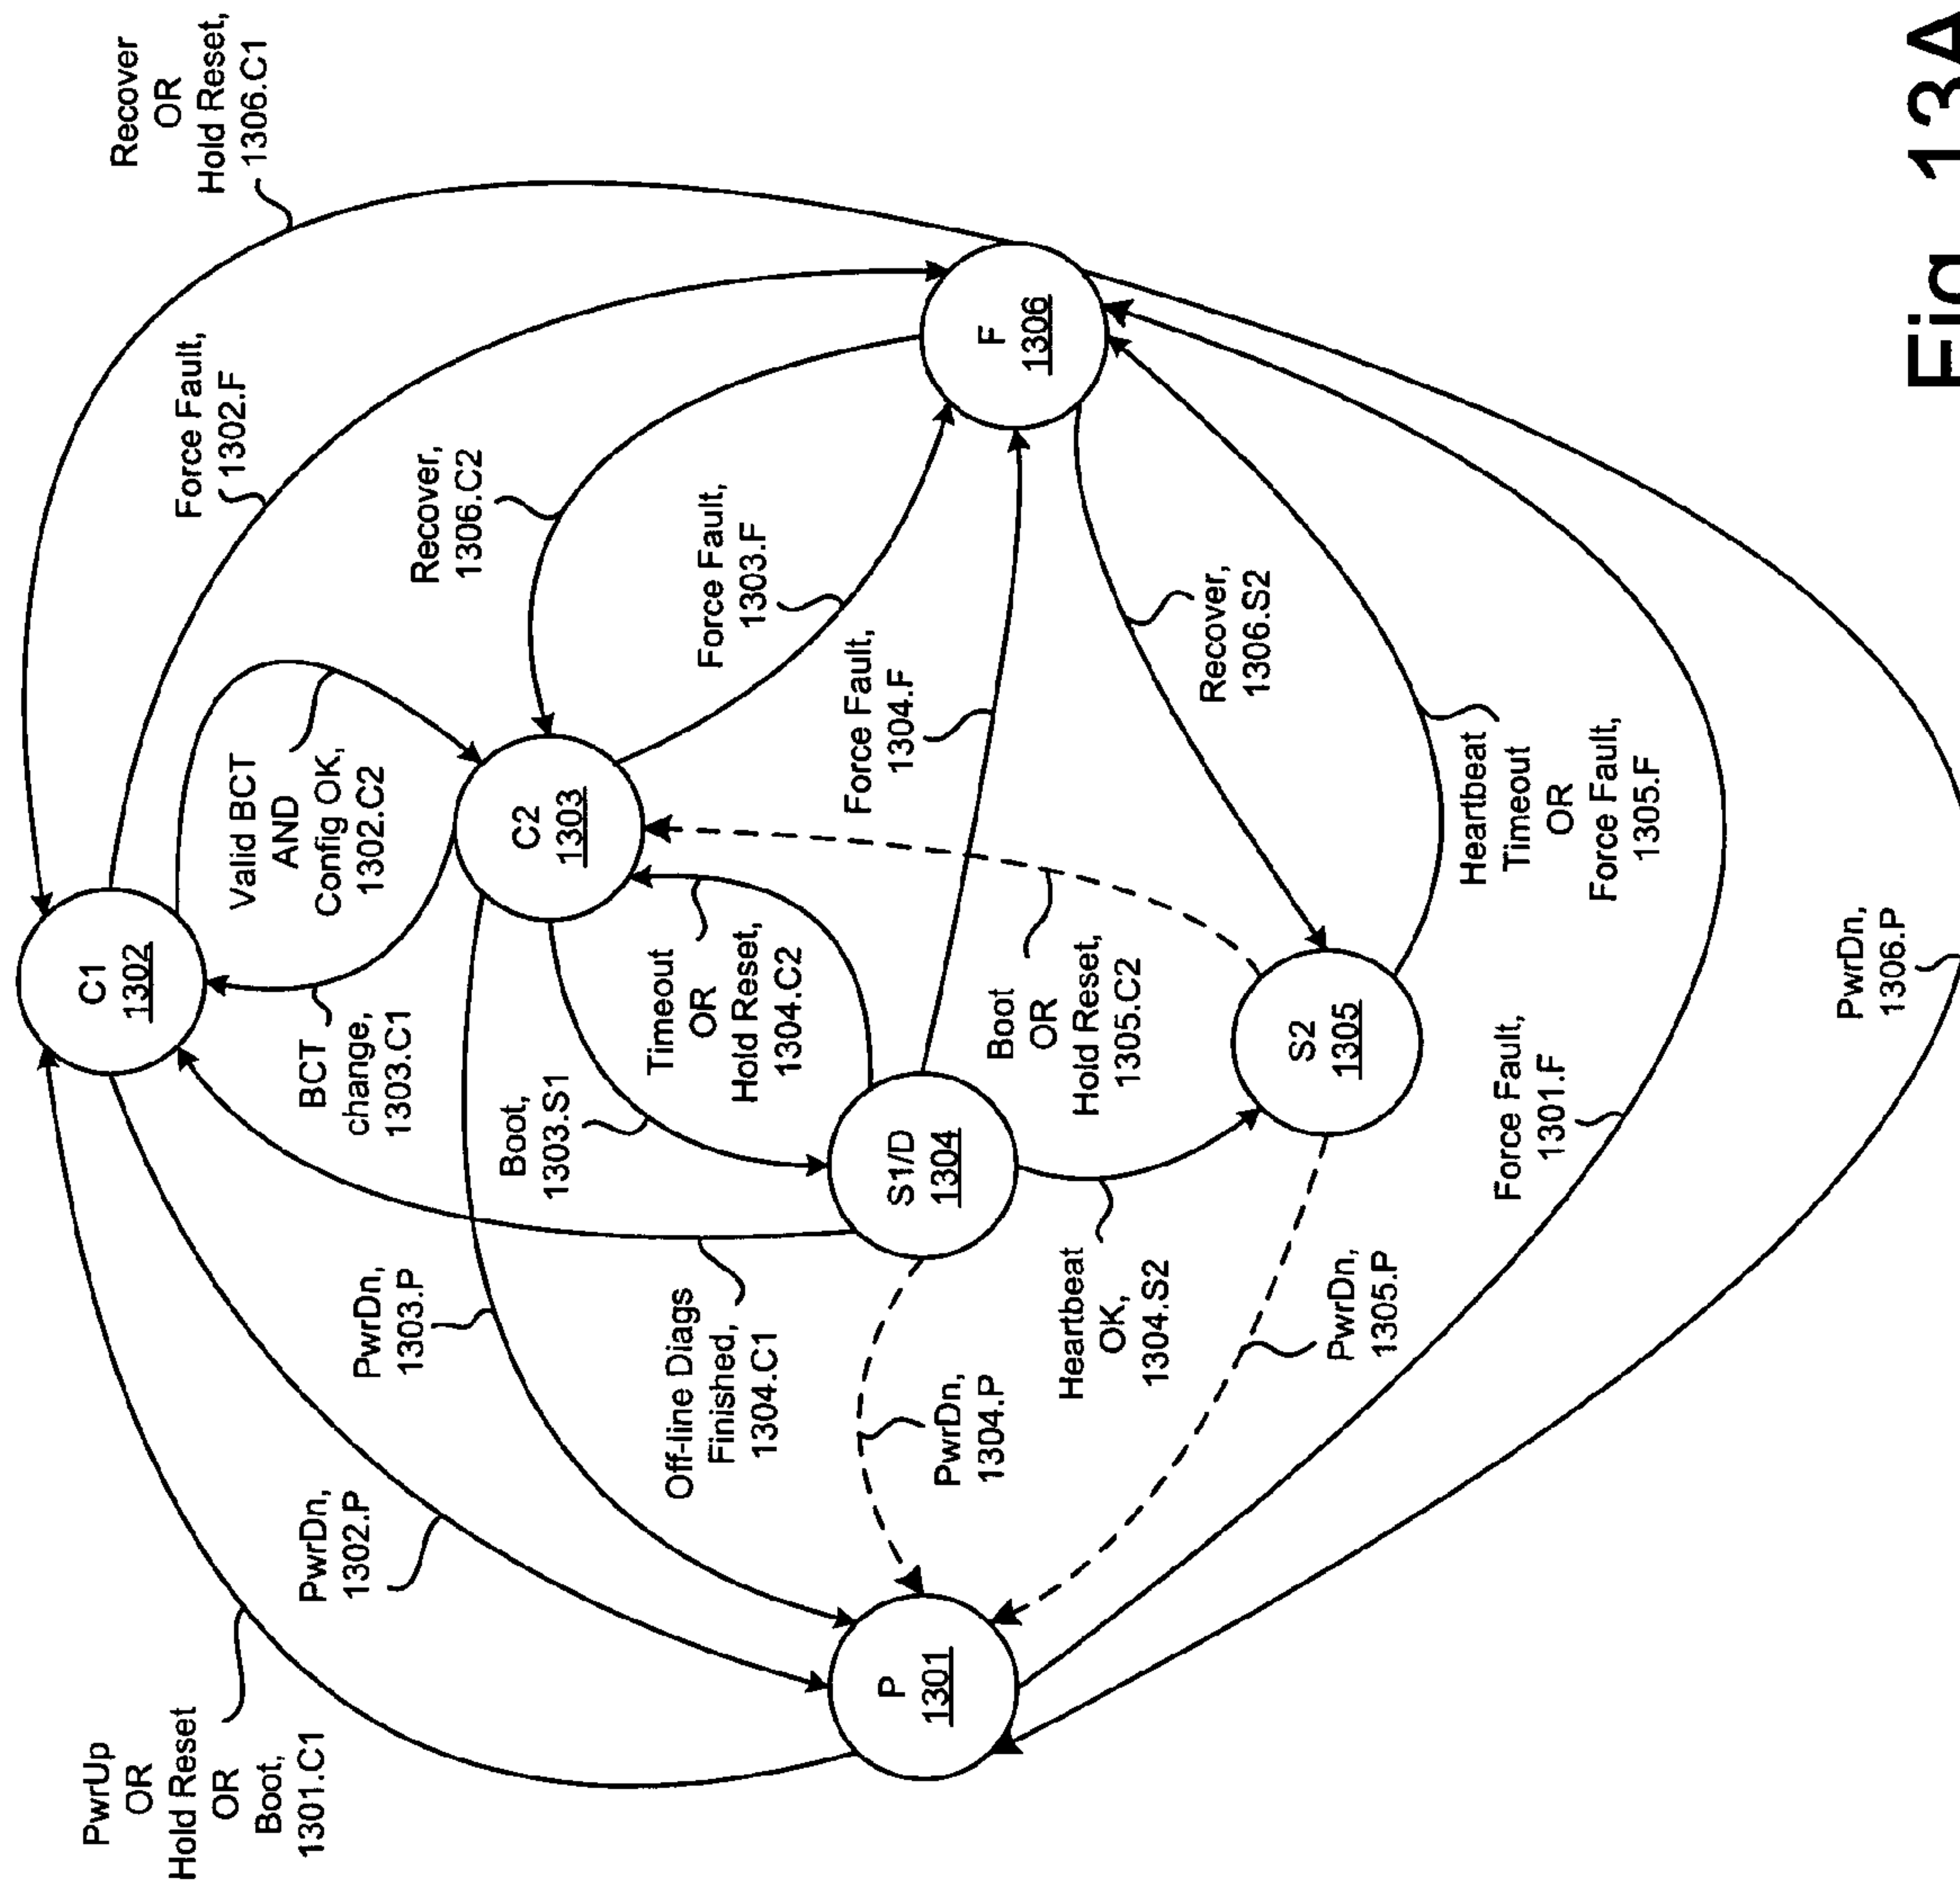 PwrUp
OR
Hold Reset
OR
Boot,
1301.C1
PwrDn,
1302.P
PwrDn,
1303.P
Off-line Diags
Finished,
1304.C1
BCT
change,
1303.C1
C1
1302
Valid BCT
AND
Config OK,
1302.C2
Force Fault,
1302.F
Recover
OR
Hold Reset,
1306.C1
Boot,
1303.S1
Timeout
OR
Hold Reset,
1304.C2
C2
1303
Recover,
1306.C2
Force Fault,
1303.F
Force Fault,
1304.F
P
1301
PwrDn,
1304.P
S1/D
1304
Boot
OR
Hold Reset,
1305.C2
F
1306
Heartbeat
OK,
1304.S2
PwrDn,
1305.P
S2
1305
Recover,
1306.S2
Heartbeat
Timeout
OR
Force Fault,
1305.F
Force Fault,
1301.F
PwrDn,
1306.P
Fig. 13A